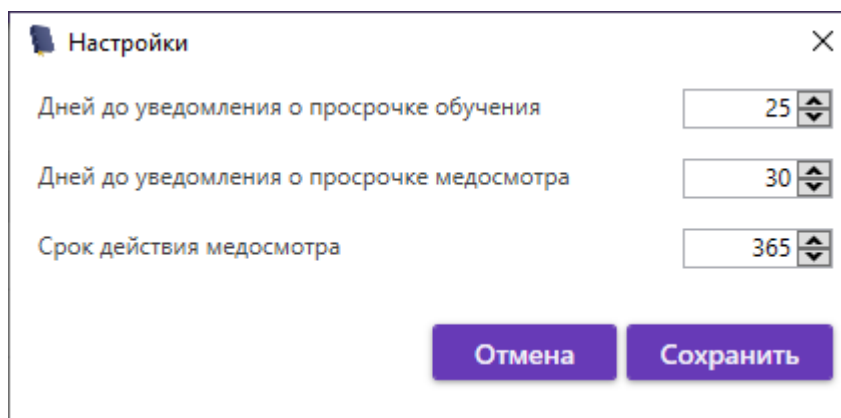 Настройки
Дней до уведомления о просрочке обучения 25
Дней до уведомления о просрочке медосмотра 30
Срок действия медосмотра 365
Отмена Сохранить